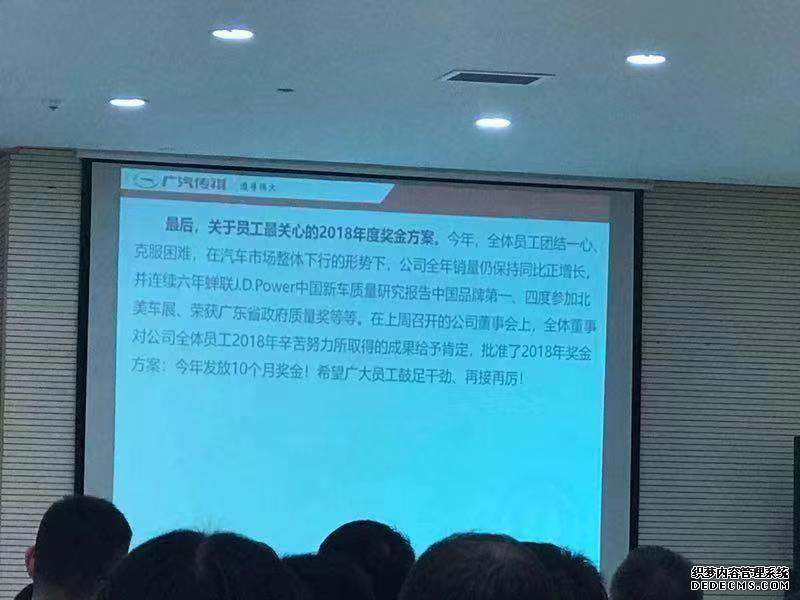 广汽传祺 追寻伟大
最后，关于员工最关心的2018年度奖金方案。今年，全体员工团结一心、
克服困难，在汽车市场整体下行的形势下，公司全年销量仍保持同比正增长，
并连续六年蝉联J.D.Power中国新车质量研究报告中国品牌第一、四度参加北
美车展、荣获广东省政府质量奖等等。在上周召开的公司董事会上，全体董事
对公司全体员工2018年辛苦努力所取得的成果给予肯定，批准了2018年奖金
方案：今年发放10个月奖金！希望广大员工鼓足干劲、再接再厉！
织梦内容管理系统
DEDECMS.COM